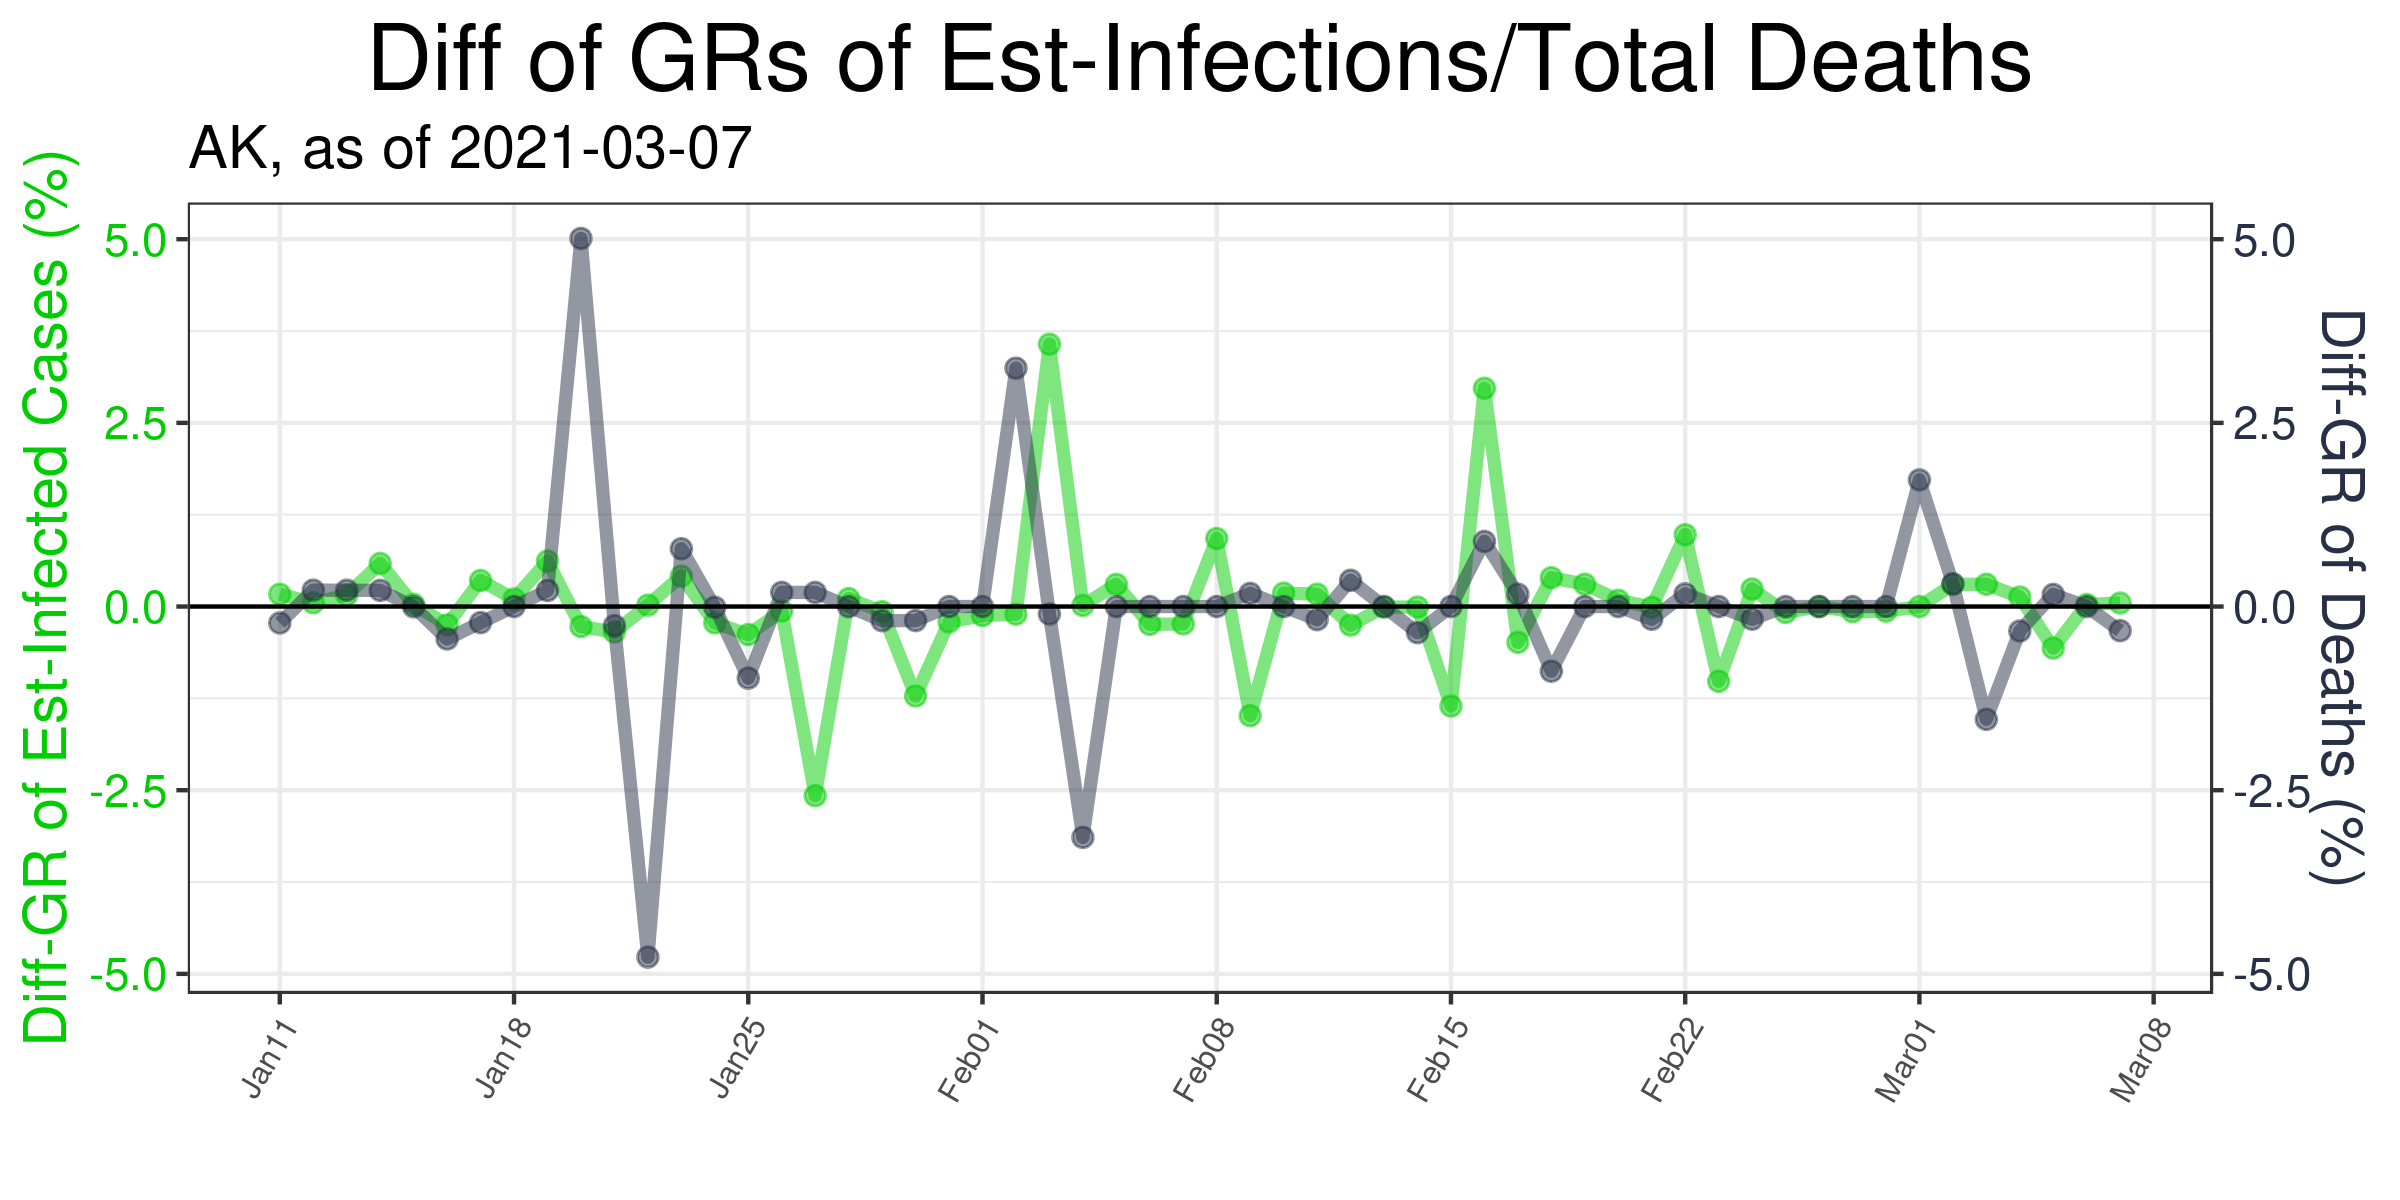 Diff of GRs of Est-Infections/Total Deaths
AK, as of 2021-03-07
Diff-GR of Est-Infected Cases (%)
5.0
2.5
0.0
-2.5
-5.0
5.0
2.5
0.0
-2.5
-5.0
Diff-GR of Deaths (%)
Jan11
Jan18
Jan25
Feb01
Feb08
Feb15
Feb22
Mar01
Mar08